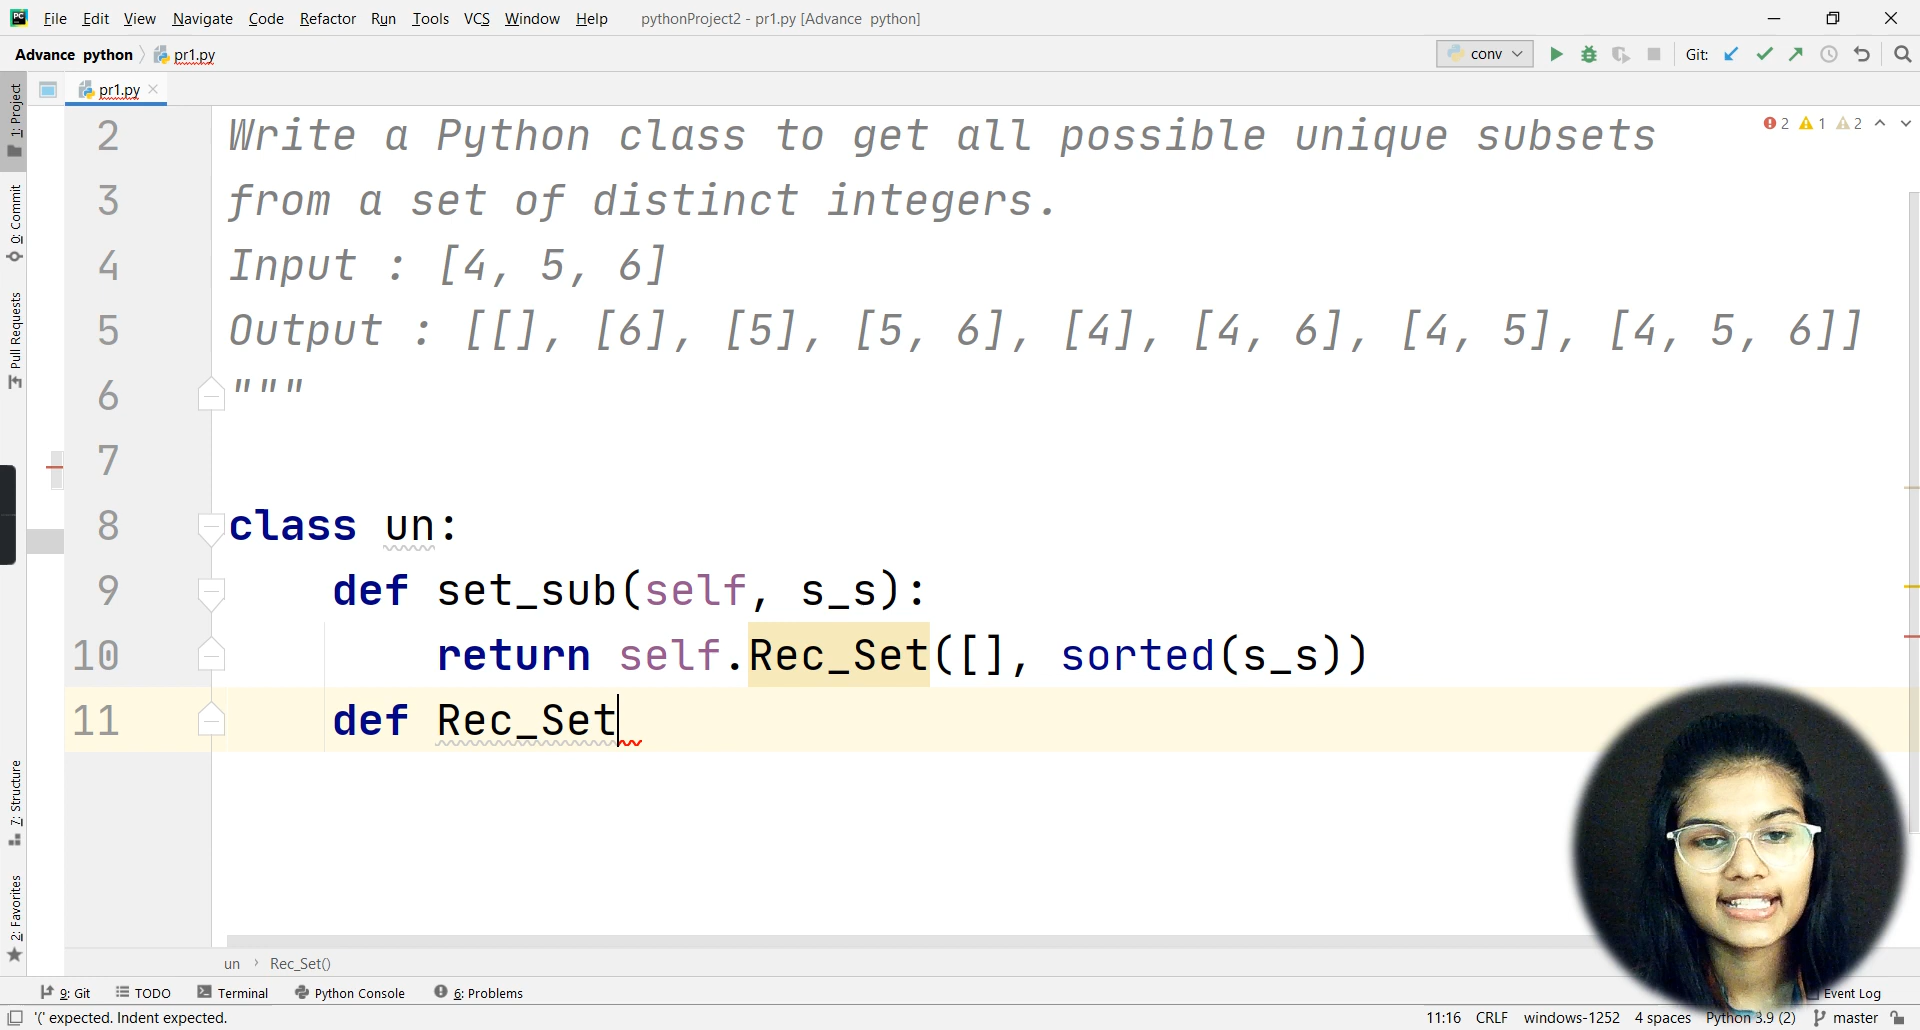 PC File Edit View Navigate Code Refactor Run Tools VCS Window Help pythonProject2 - pr1.py [Advance python]
Advance python pr1.py conv Git:
1: Project
pr1.py
0: Commit
Pull Requests
7: Structure
2: Favorites
2 1 2
2 Write a Python class to get all possible unique subsets
3 from a set of distinct integers.
4 Input : [4, 5, 6]
5 Output : [[], [6], [5], [5, 6], [4], [4, 6], [4, 5], [4, 5, 6]]
6 """
7
8 class un:
9 def set_sub(self, s_s):
10 return self.Rec_Set([], sorted(s_s))
11 def Rec_Set
un Rec_Set()
9: Git TODO Terminal Python Console 6: Problems Event Log
'(' expected. Indent expected. 11:16 CRLF windows-1252 4 spaces Python 3.9 (2) master